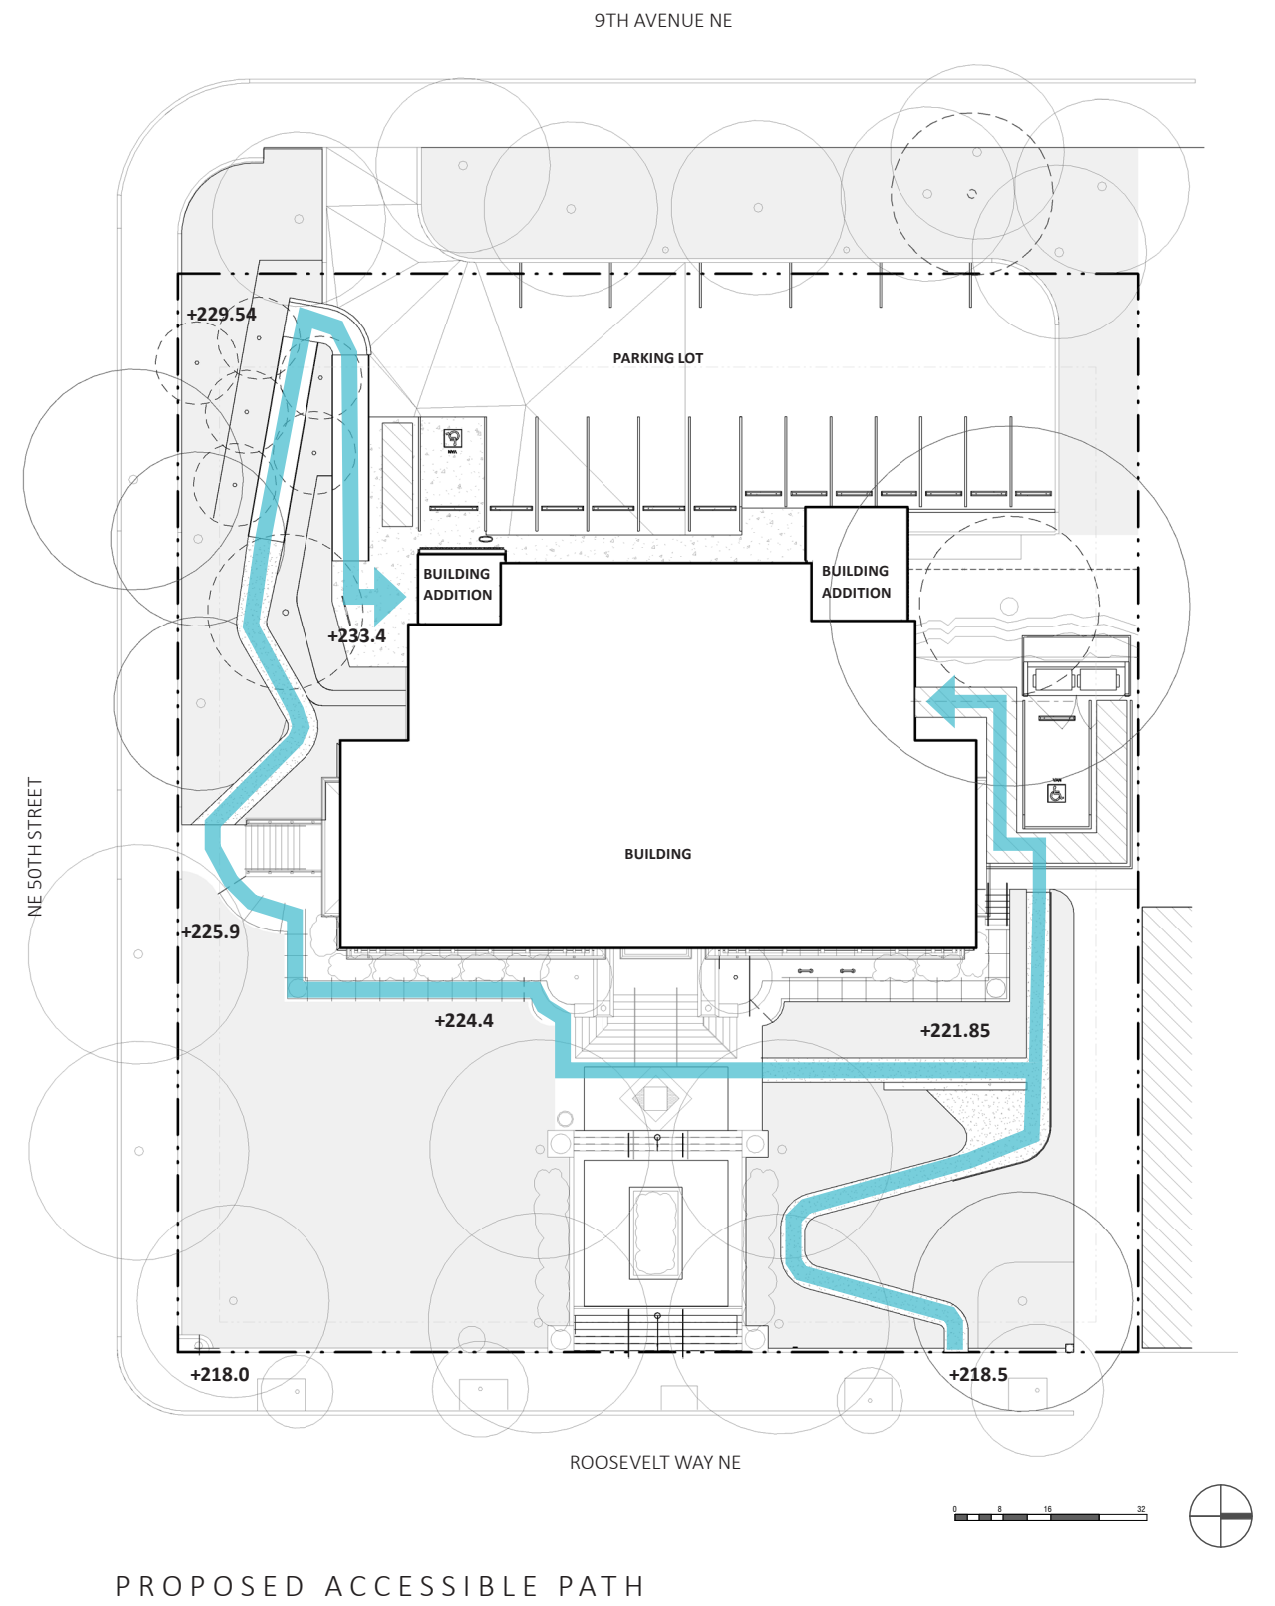 9TH AVENUE NE
+229.54
PARKING LOT
BUILDING
ADDITION
BUILDING
ADDITION
+233.4
NE 50TH STREET
BUILDING
+225.9
+224.4
+221.85
+218.0
+218.5
ROOSEVELT WAY NE
0 8 16 32
PROPOSED ACCESSIBLE PATH